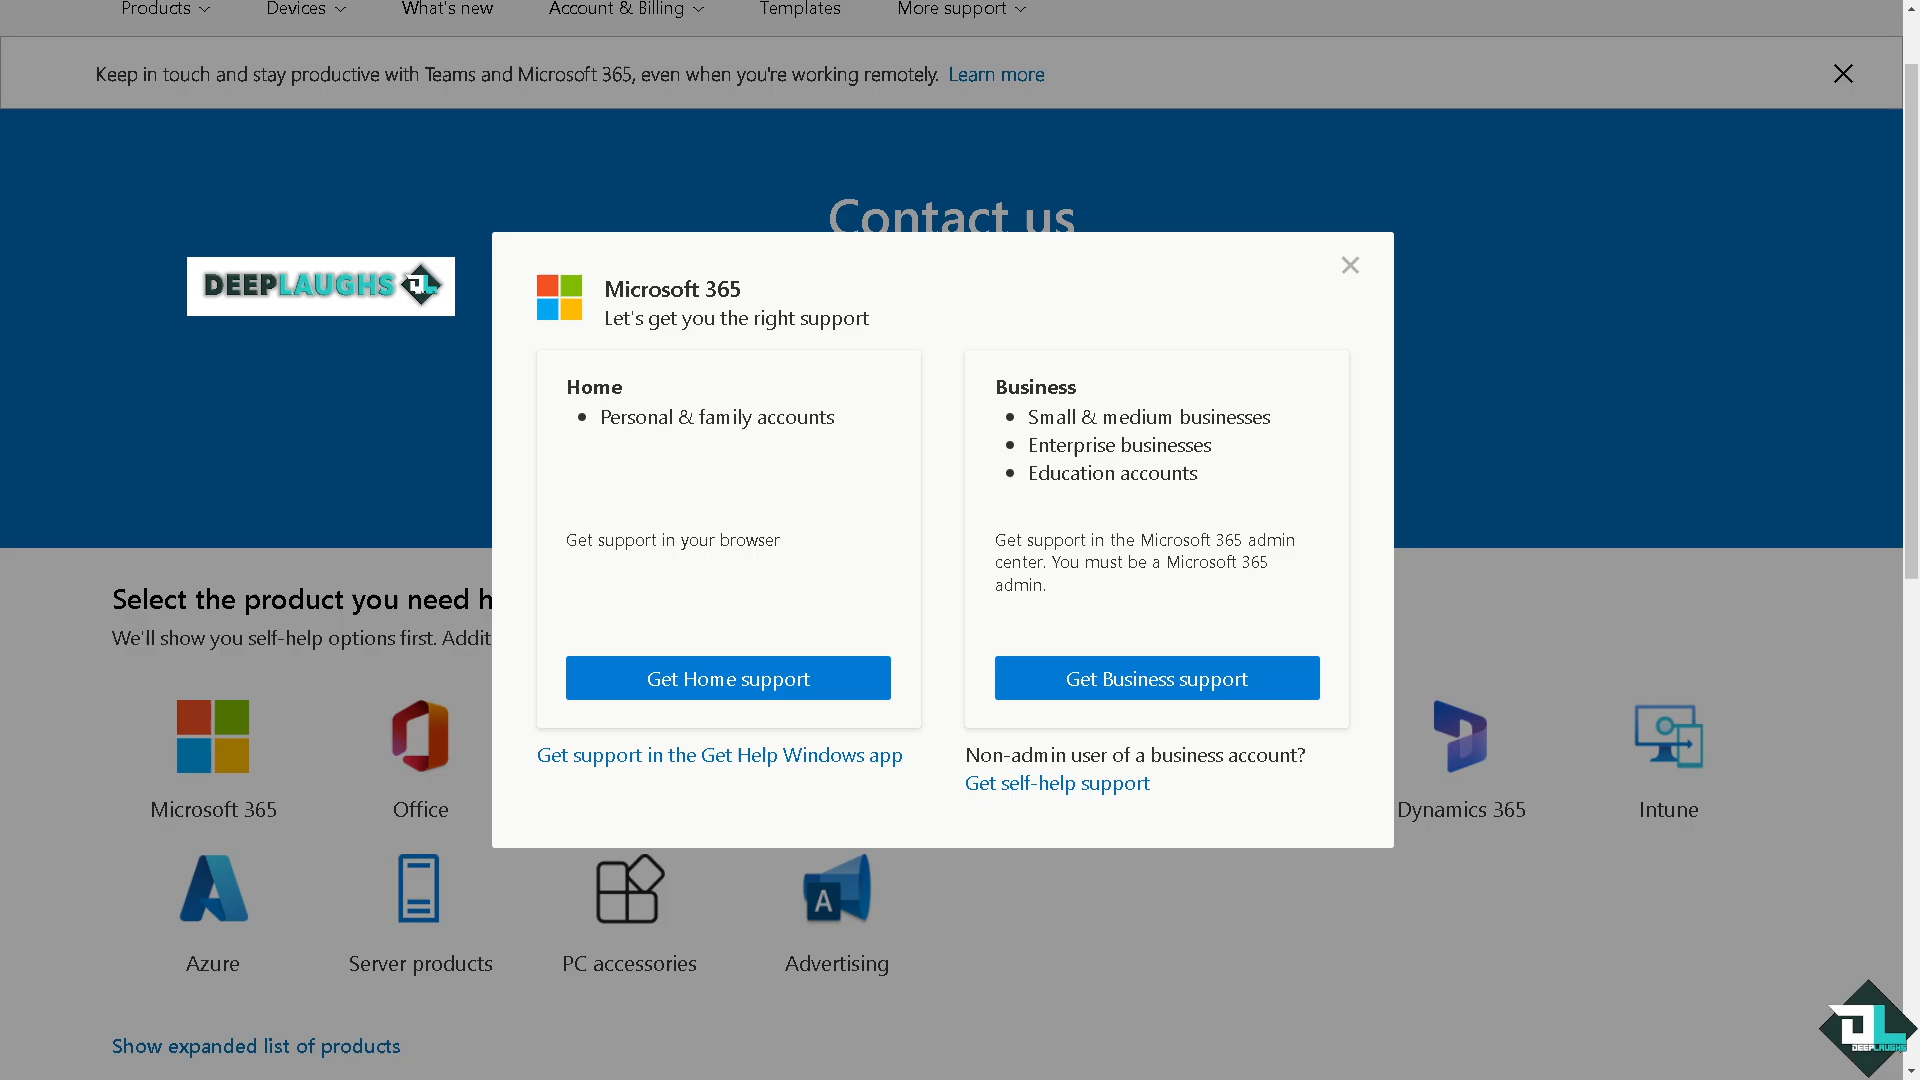 Products
Devices
What's new
Account & Billing
Templates
More support
Keep in touch and stay productive with Teams and Microsoft 365, even when you're working remotely. Learn more
Contact us
DEEPLAUGHS
Microsoft 365
Let's get you the right support
Home
Personal & family accounts
Get support in your browser
Get Home support
Get support in the Get Help Windows app
Business
Small & medium businesses
Enterprise businesses
Education accounts
Get support in the Microsoft 365 admin
center. You must be a Microsoft 365
admin.
Get Business support
Non-admin user of a business account?
Get self-help support
Select the product you need h
We'll show you self-help options first. Addit
Microsoft 365
Office
Dynamics 365
Intune
Azure
Server products
PC accessories
Advertising
Show expanded list of products
DEEPLAUGHS